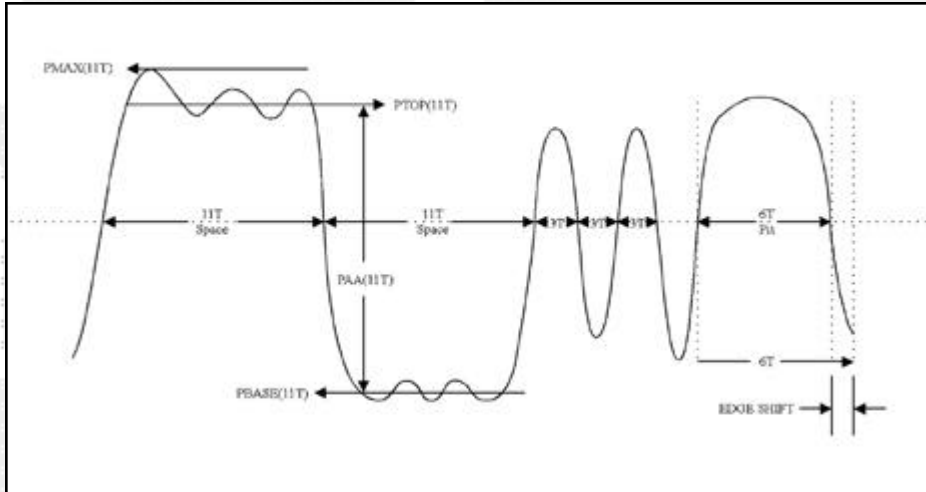 PMAX(11T)
PTOP(11T)
11T
Space
11T
Space
3T
3T
3T
6T
Pit
PAA(11T)
6T
PBASE(11T)
EDGE SHIFT